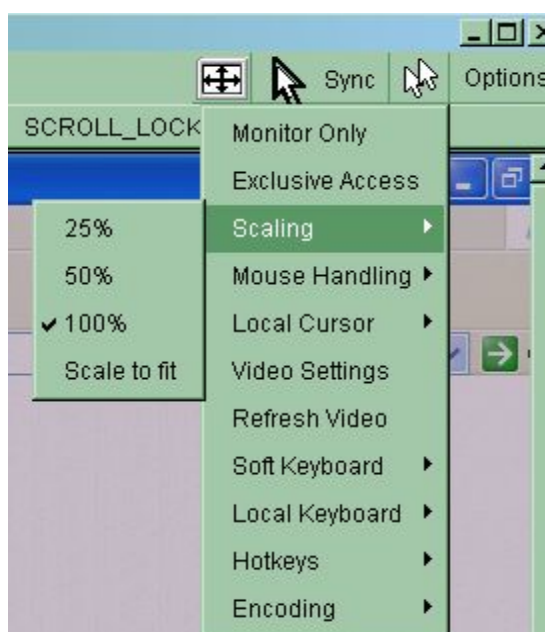 Sync
Options
SCROLL_LOCK
Monitor Only
Exclusive Access
Scaling
25%
50%
100%
Scale to fit
Mouse Handling
Local Cursor
Video Settings
Refresh Video
Soft Keyboard
Local Keyboard
Hotkeys
Encoding